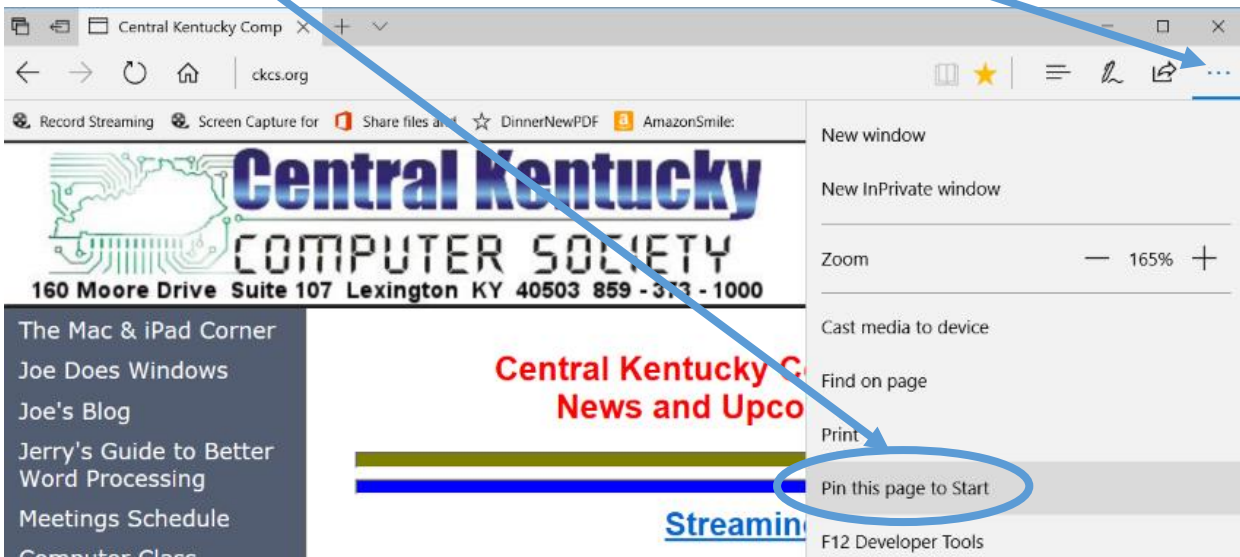 Central Kentucky Comp
ckcs.org
Record Streaming Screen Capture for Share files and DinnerNewPDF AmazonSmile:
Central Kentucky
COMPUTER SOCIETY
160 Moore Drive Suite 107 Lexington KY 40503 859 - 373 - 1000
The Mac & iPad Corner
Joe Does Windows
Joe's Blog
Jerry's Guide to Better
Word Processing
Meetings Schedule
Computer Class
Central Kentucky C
News and Upco
Streamin
New window
New InPrivate window
Zoom — 165% +
Cast media to device
Find on page
Print
Pin this page to Start
F12 Developer Tools